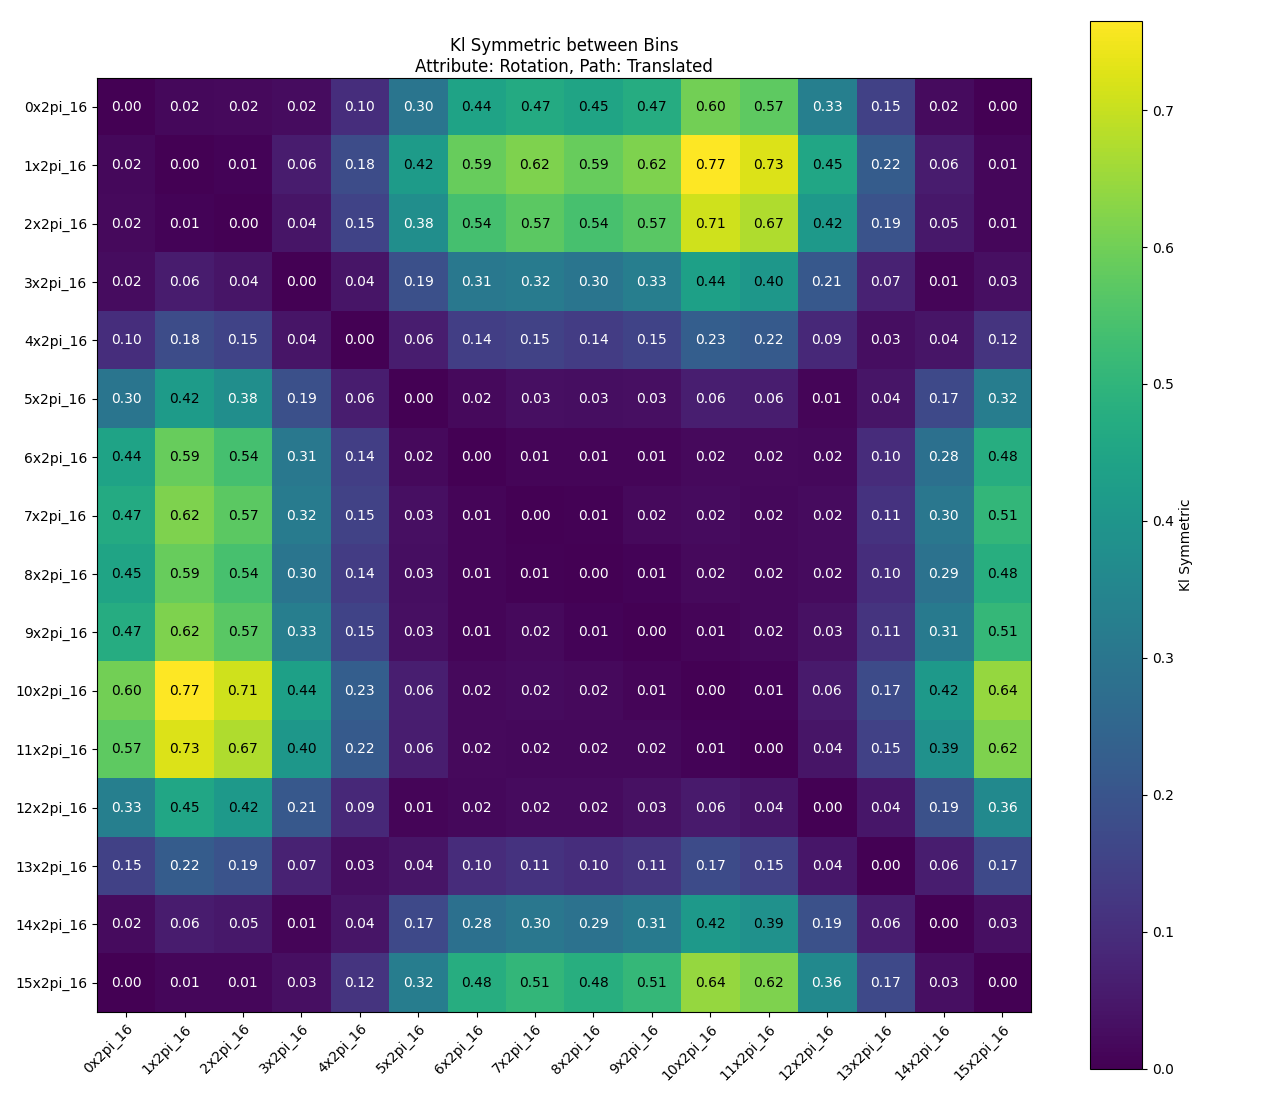 Kl Symmetric between Bins
Attribute: Rotation, Path: Translated
0x2pi_16 0.00 0.02 0.02 0.02 0.10 0.30 0.44 0.47 0.45 0.47 0.60 0.57 0.33 0.15 0.02 0.00
1x2pi_16 0.02 0.00 0.01 0.06 0.18 0.42 0.59 0.62 0.59 0.62 0.77 0.73 0.45 0.22 0.06 0.01
2x2pi_16 0.02 0.01 0.00 0.04 0.15 0.38 0.54 0.57 0.54 0.57 0.71 0.67 0.42 0.19 0.05 0.01
3x2pi_16 0.02 0.06 0.04 0.00 0.04 0.19 0.31 0.32 0.30 0.33 0.44 0.40 0.21 0.07 0.01 0.03
4x2pi_16 0.10 0.18 0.15 0.04 0.00 0.06 0.14 0.15 0.14 0.15 0.23 0.22 0.09 0.03 0.04 0.12
5x2pi_16 0.30 0.42 0.38 0.19 0.06 0.00 0.02 0.03 0.03 0.03 0.06 0.06 0.01 0.04 0.17 0.32
6x2pi_16 0.44 0.59 0.54 0.31 0.14 0.02 0.00 0.01 0.01 0.01 0.02 0.02 0.02 0.10 0.28 0.48
7x2pi_16 0.47 0.62 0.57 0.32 0.15 0.03 0.01 0.00 0.01 0.02 0.02 0.02 0.02 0.11 0.30 0.51
8x2pi_16 0.45 0.59 0.54 0.30 0.14 0.03 0.01 0.01 0.00 0.01 0.02 0.02 0.02 0.10 0.29 0.48
9x2pi_16 0.47 0.62 0.57 0.33 0.15 0.03 0.01 0.02 0.01 0.00 0.01 0.02 0.03 0.11 0.31 0.51
10x2pi_16 0.60 0.77 0.71 0.44 0.23 0.06 0.02 0.02 0.02 0.01 0.00 0.01 0.06 0.17 0.42 0.64
11x2pi_16 0.57 0.73 0.67 0.40 0.22 0.06 0.02 0.02 0.02 0.02 0.01 0.00 0.04 0.15 0.39 0.62
12x2pi_16 0.33 0.45 0.42 0.21 0.09 0.01 0.02 0.02 0.02 0.03 0.06 0.04 0.00 0.04 0.19 0.36
13x2pi_16 0.15 0.22 0.19 0.07 0.03 0.04 0.10 0.11 0.10 0.11 0.17 0.15 0.04 0.00 0.06 0.17
14x2pi_16 0.02 0.06 0.05 0.01 0.04 0.17 0.28 0.30 0.29 0.31 0.42 0.39 0.19 0.06 0.00 0.03
15x2pi_16 0.00 0.01 0.01 0.03 0.12 0.32 0.48 0.51 0.48 0.51 0.64 0.62 0.36 0.17 0.03 0.00
0x2pi_16 1x2pi_16 2x2pi_16 3x2pi_16 4x2pi_16 5x2pi_16 6x2pi_16 7x2pi_16 8x2pi_16 9x2pi_16 10x2pi_16 11x2pi_16 12x2pi_16 13x2pi_16 14x2pi_16 15x2pi_16
0.7
0.6
0.5
0.4
0.3
0.2
0.1
0.0
Kl Symmetric